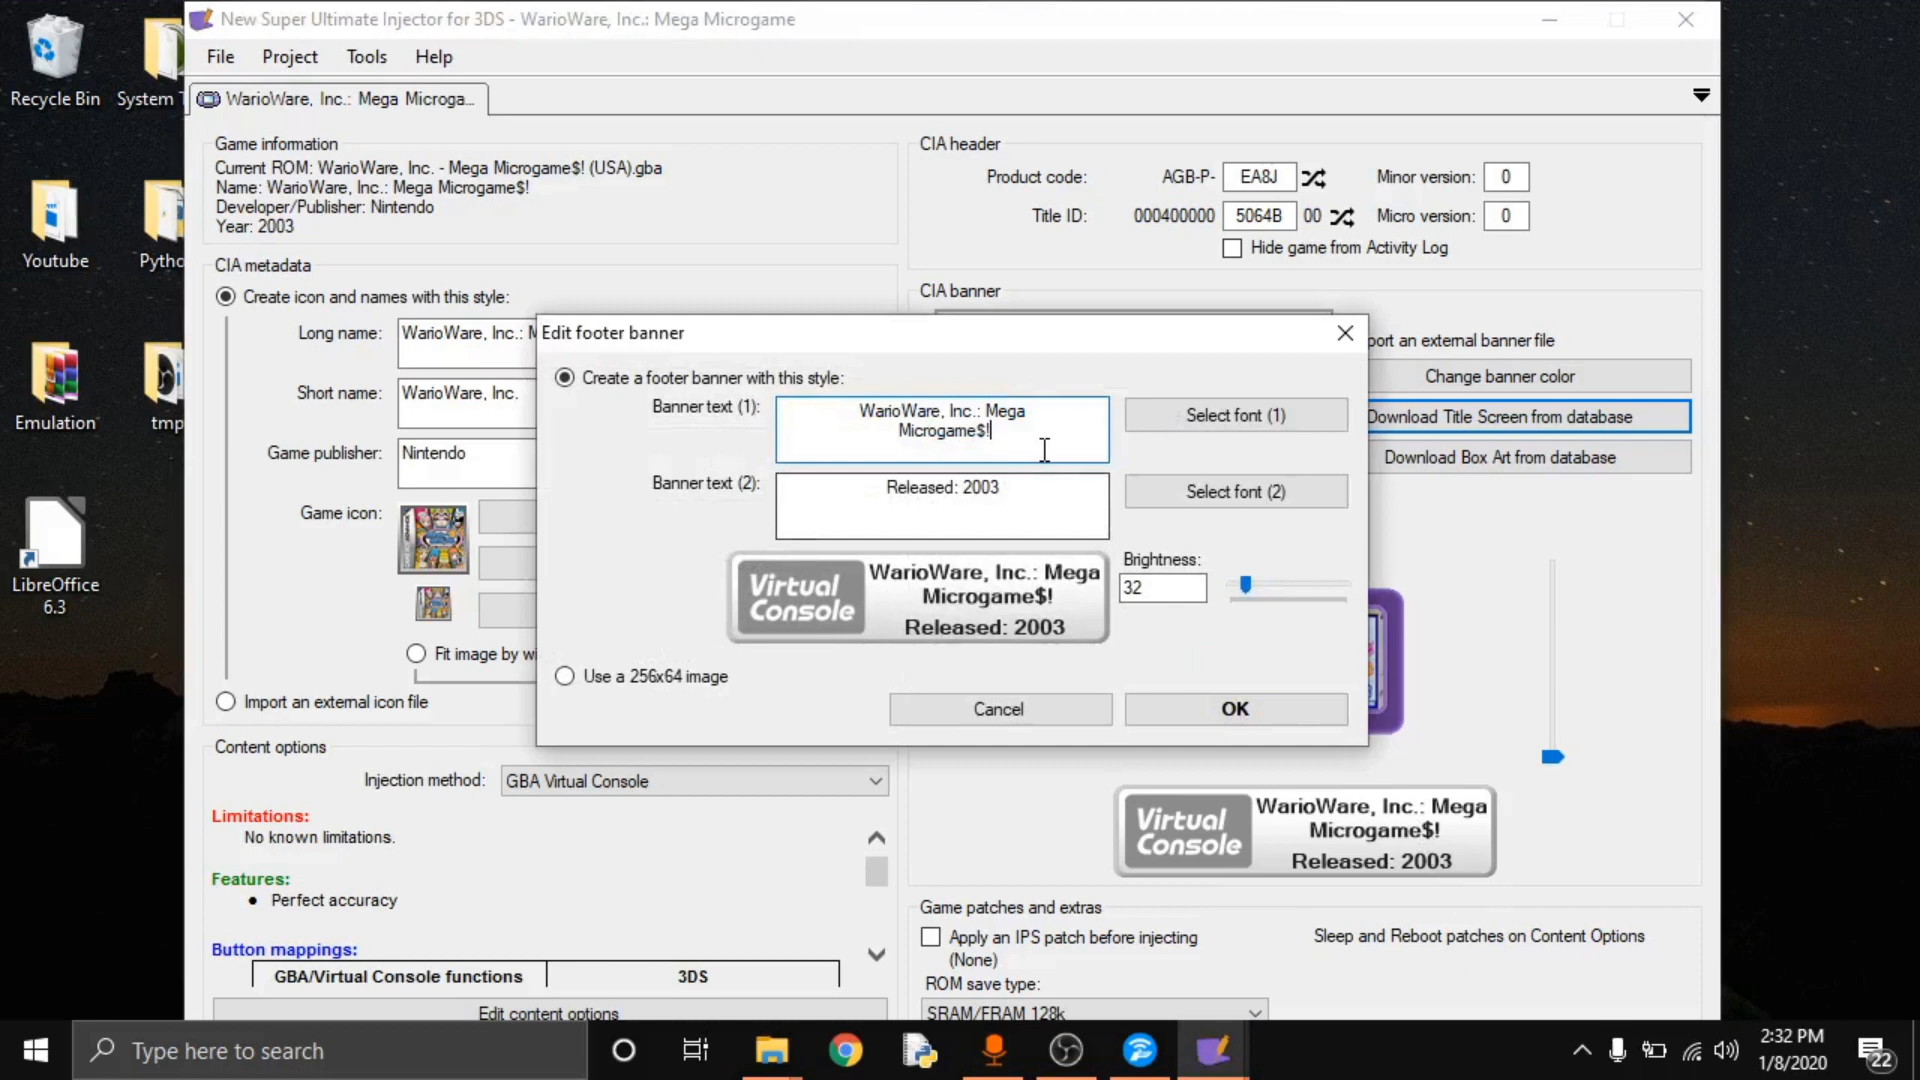 New Super Ultimate Injector for 3DS - WarioWare, Inc.: Mega Microgame
File Project Tools Help
WarioWare, Inc.: Mega Microga...
Recycle Bin
System T
Youtube
Pytho
Emulation
tmp
LibreOffice
6.3
Game information
Current ROM: WarioWare, Inc. - Mega Microgame$! (USA).gba
Name: WarioWare, Inc.: Mega Microgame$!
Developer/Publisher: Nintendo
Year: 2003
CIA metadata
Create icon and names with this style:
Long name: WarioWare, Inc.: M
Short name: WarioWare, Inc.
Game publisher: Nintendo
Game icon:
Fit image by wi
Import an external icon file
Content options
Injection method: GBA Virtual Console
Limitations:
No known limitations.
Features:
• Perfect accuracy
Button mappings:
GBA/Virtual Console functions 3DS
Edit content options
CIA header
Product code: AGB-P- EA8J Minor version: 0
Title ID: 000400000 5064B 00 Micro version: 0
Hide game from Activity Log
CIA banner
port an external banner file
Change banner color
Download Title Screen from database
Download Box Art from database
Edit footer banner
Create a footer banner with this style:
Banner text (1): WarioWare, Inc.: Mega
Microgame$!
Select font (1)
Banner text (2): Released: 2003
Select font (2)
Virtual
Console
WarioWare, Inc.: Mega
Microgame$!
Released: 2003
Brightness:
32
Use a 256x64 image
Cancel OK
Virtual
Console
WarioWare, Inc.: Mega
Microgame$!
Released: 2003
Game patches and extras
Apply an IPS patch before injecting
(None)
Sleep and Reboot patches on Content Options
ROM save type:
SRAM/FRAM 128k
Type here to search
2:32 PM
1/8/2020
22